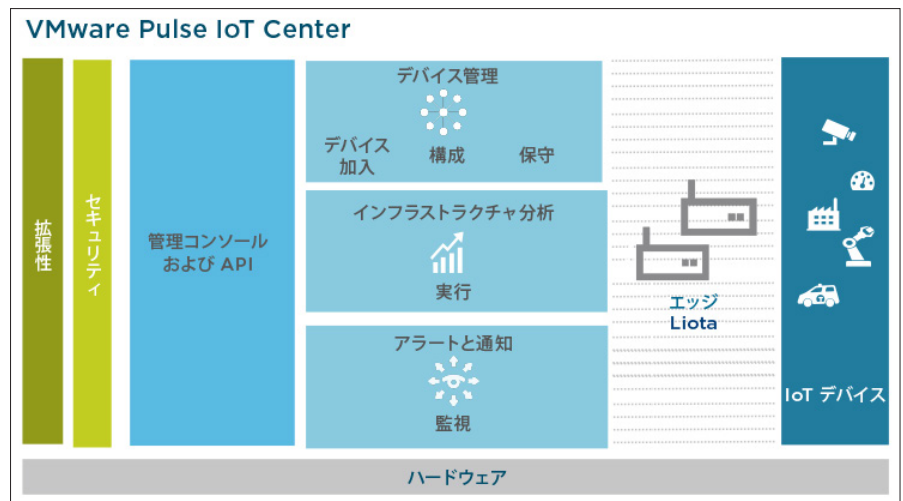 VMware Pulse IoT Center
拡張性
セキュリティ
管理コンソール
および API
デバイス管理
デバイス
加入
構成
保守
インフラストラクチャ分析
実行
アラートと通知
監視
エッジ
Liota
IoT デバイス
ハードウェア